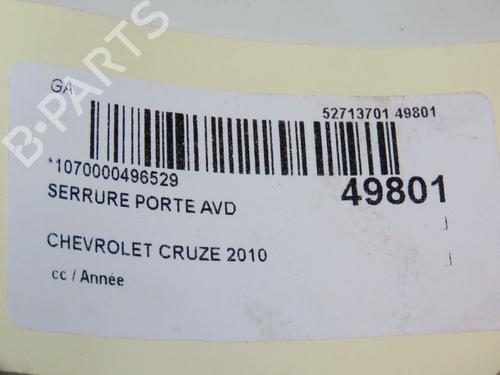 B-PARTS
GA
52713701 49801
*1070000496529
49801
SERRURE PORTE AVD
CHEVROLET CRUZE 2010
cc / Année